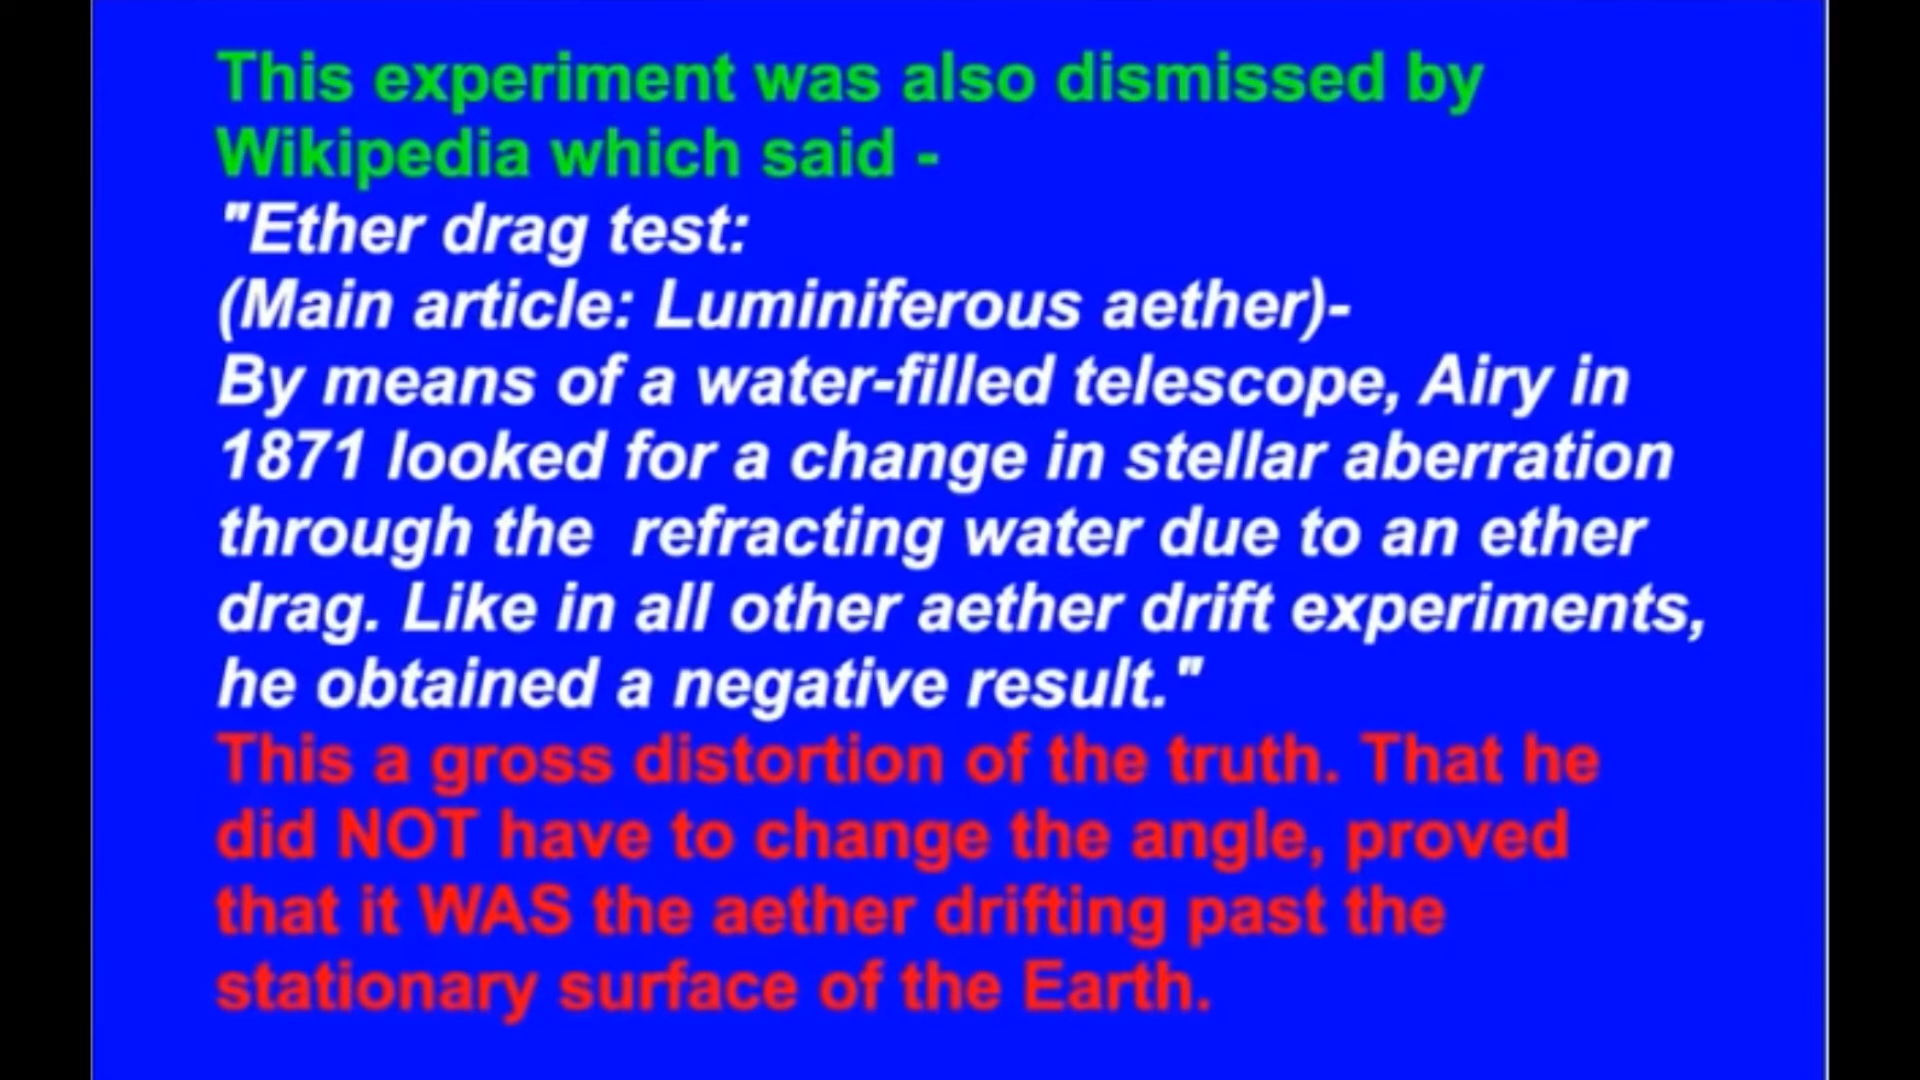 This experiment was also dismissed by
Wikipedia which said -
"Ether drag test:
(Main article: Luminiferous aether)-
By means of a water-filled telescope, Airy in
1871 looked for a change in stellar aberration
through the  refracting water due to an ether
drag. Like in all other aether drift experiments,
he obtained a negative result."
This a gross distortion of the truth. That he
did NOT have to change the angle, proved
that it WAS the aether drifting past the
stationary surface of the Earth.